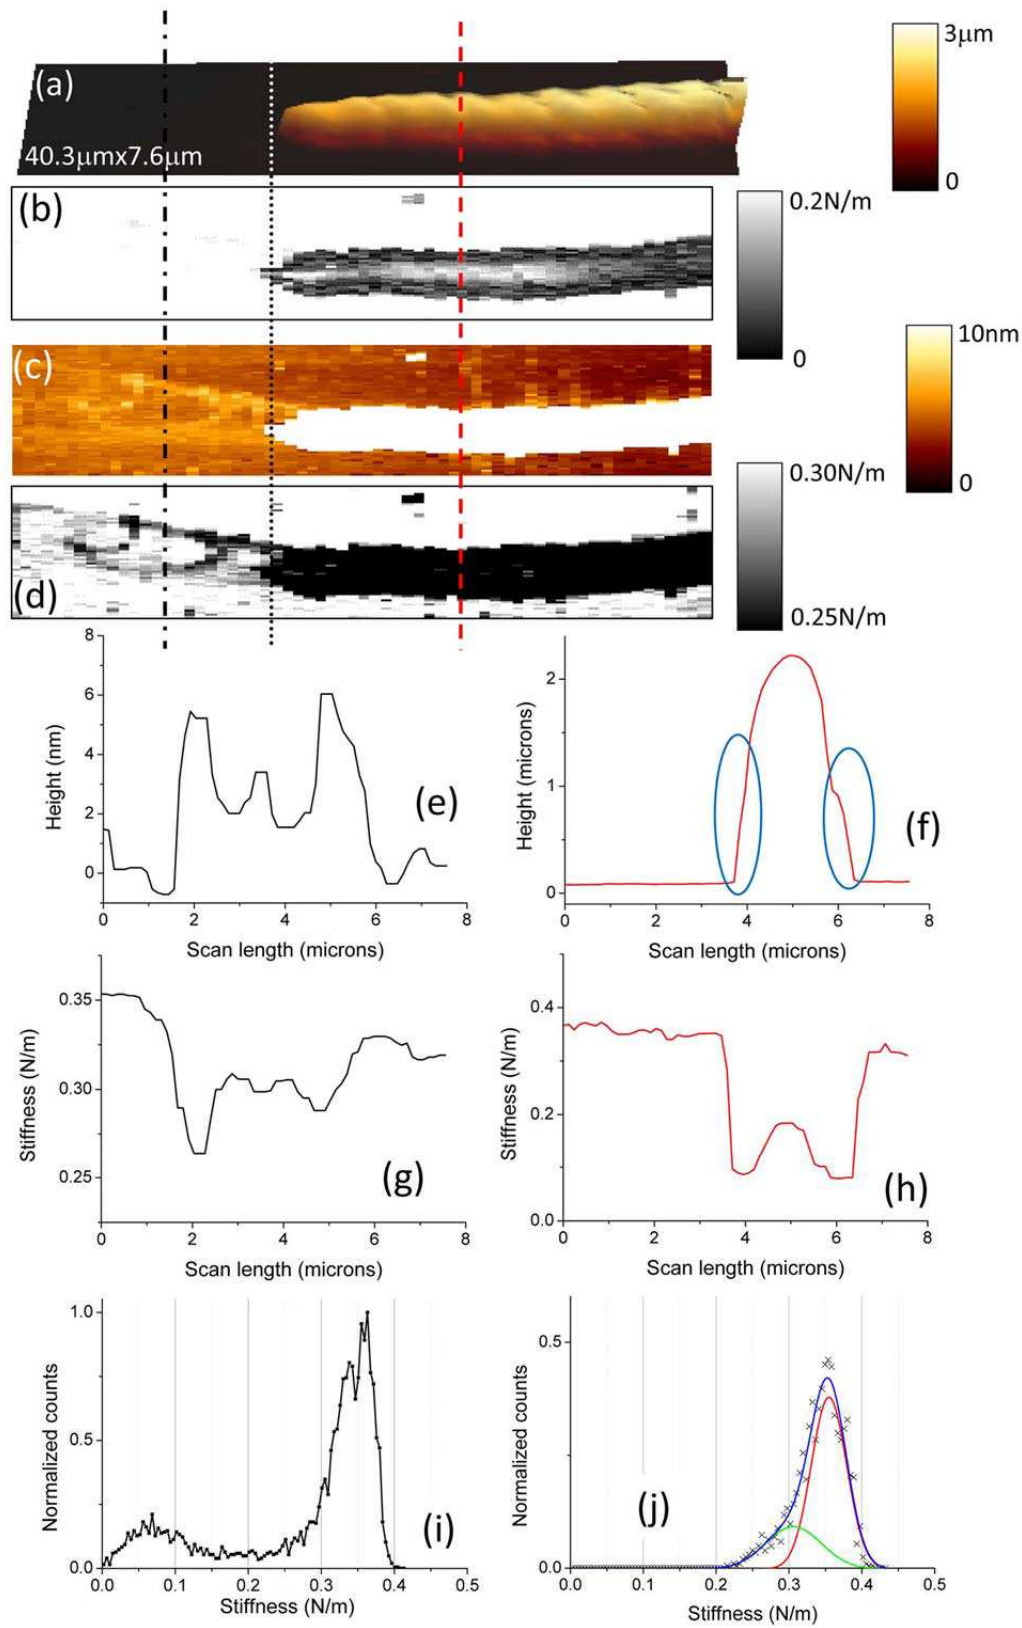 (a)
40.3μmx7.6μm
3μm
0
(b)
0.2N/m
0
(c)
10nm
0
(d)
0.30N/m
0.25N/m
8
6
4
2
0
Height (nm)
(e)
0 2 4 6 8
Scan length (microns)
2
1
0
Height (microns)
(f)
0 2 4 6 8
Scan length (microns)
0.35
0.30
0.25
Stiffness (N/m)
(g)
0 2 4 6 8
Scan length (microns)
0.4
0.2
0.0
Stiffness (N/m)
(h)
0 2 4 6 8
Scan length (microns)
1.0
0.5
0.0
Normalized counts
(i)
0.0 0.1 0.2 0.3 0.4 0.5
Stiffness (N/m)
0.5
0.0
Normalized counts
(j)
0.0 0.1 0.2 0.3 0.4 0.5
Stiffness (N/m)